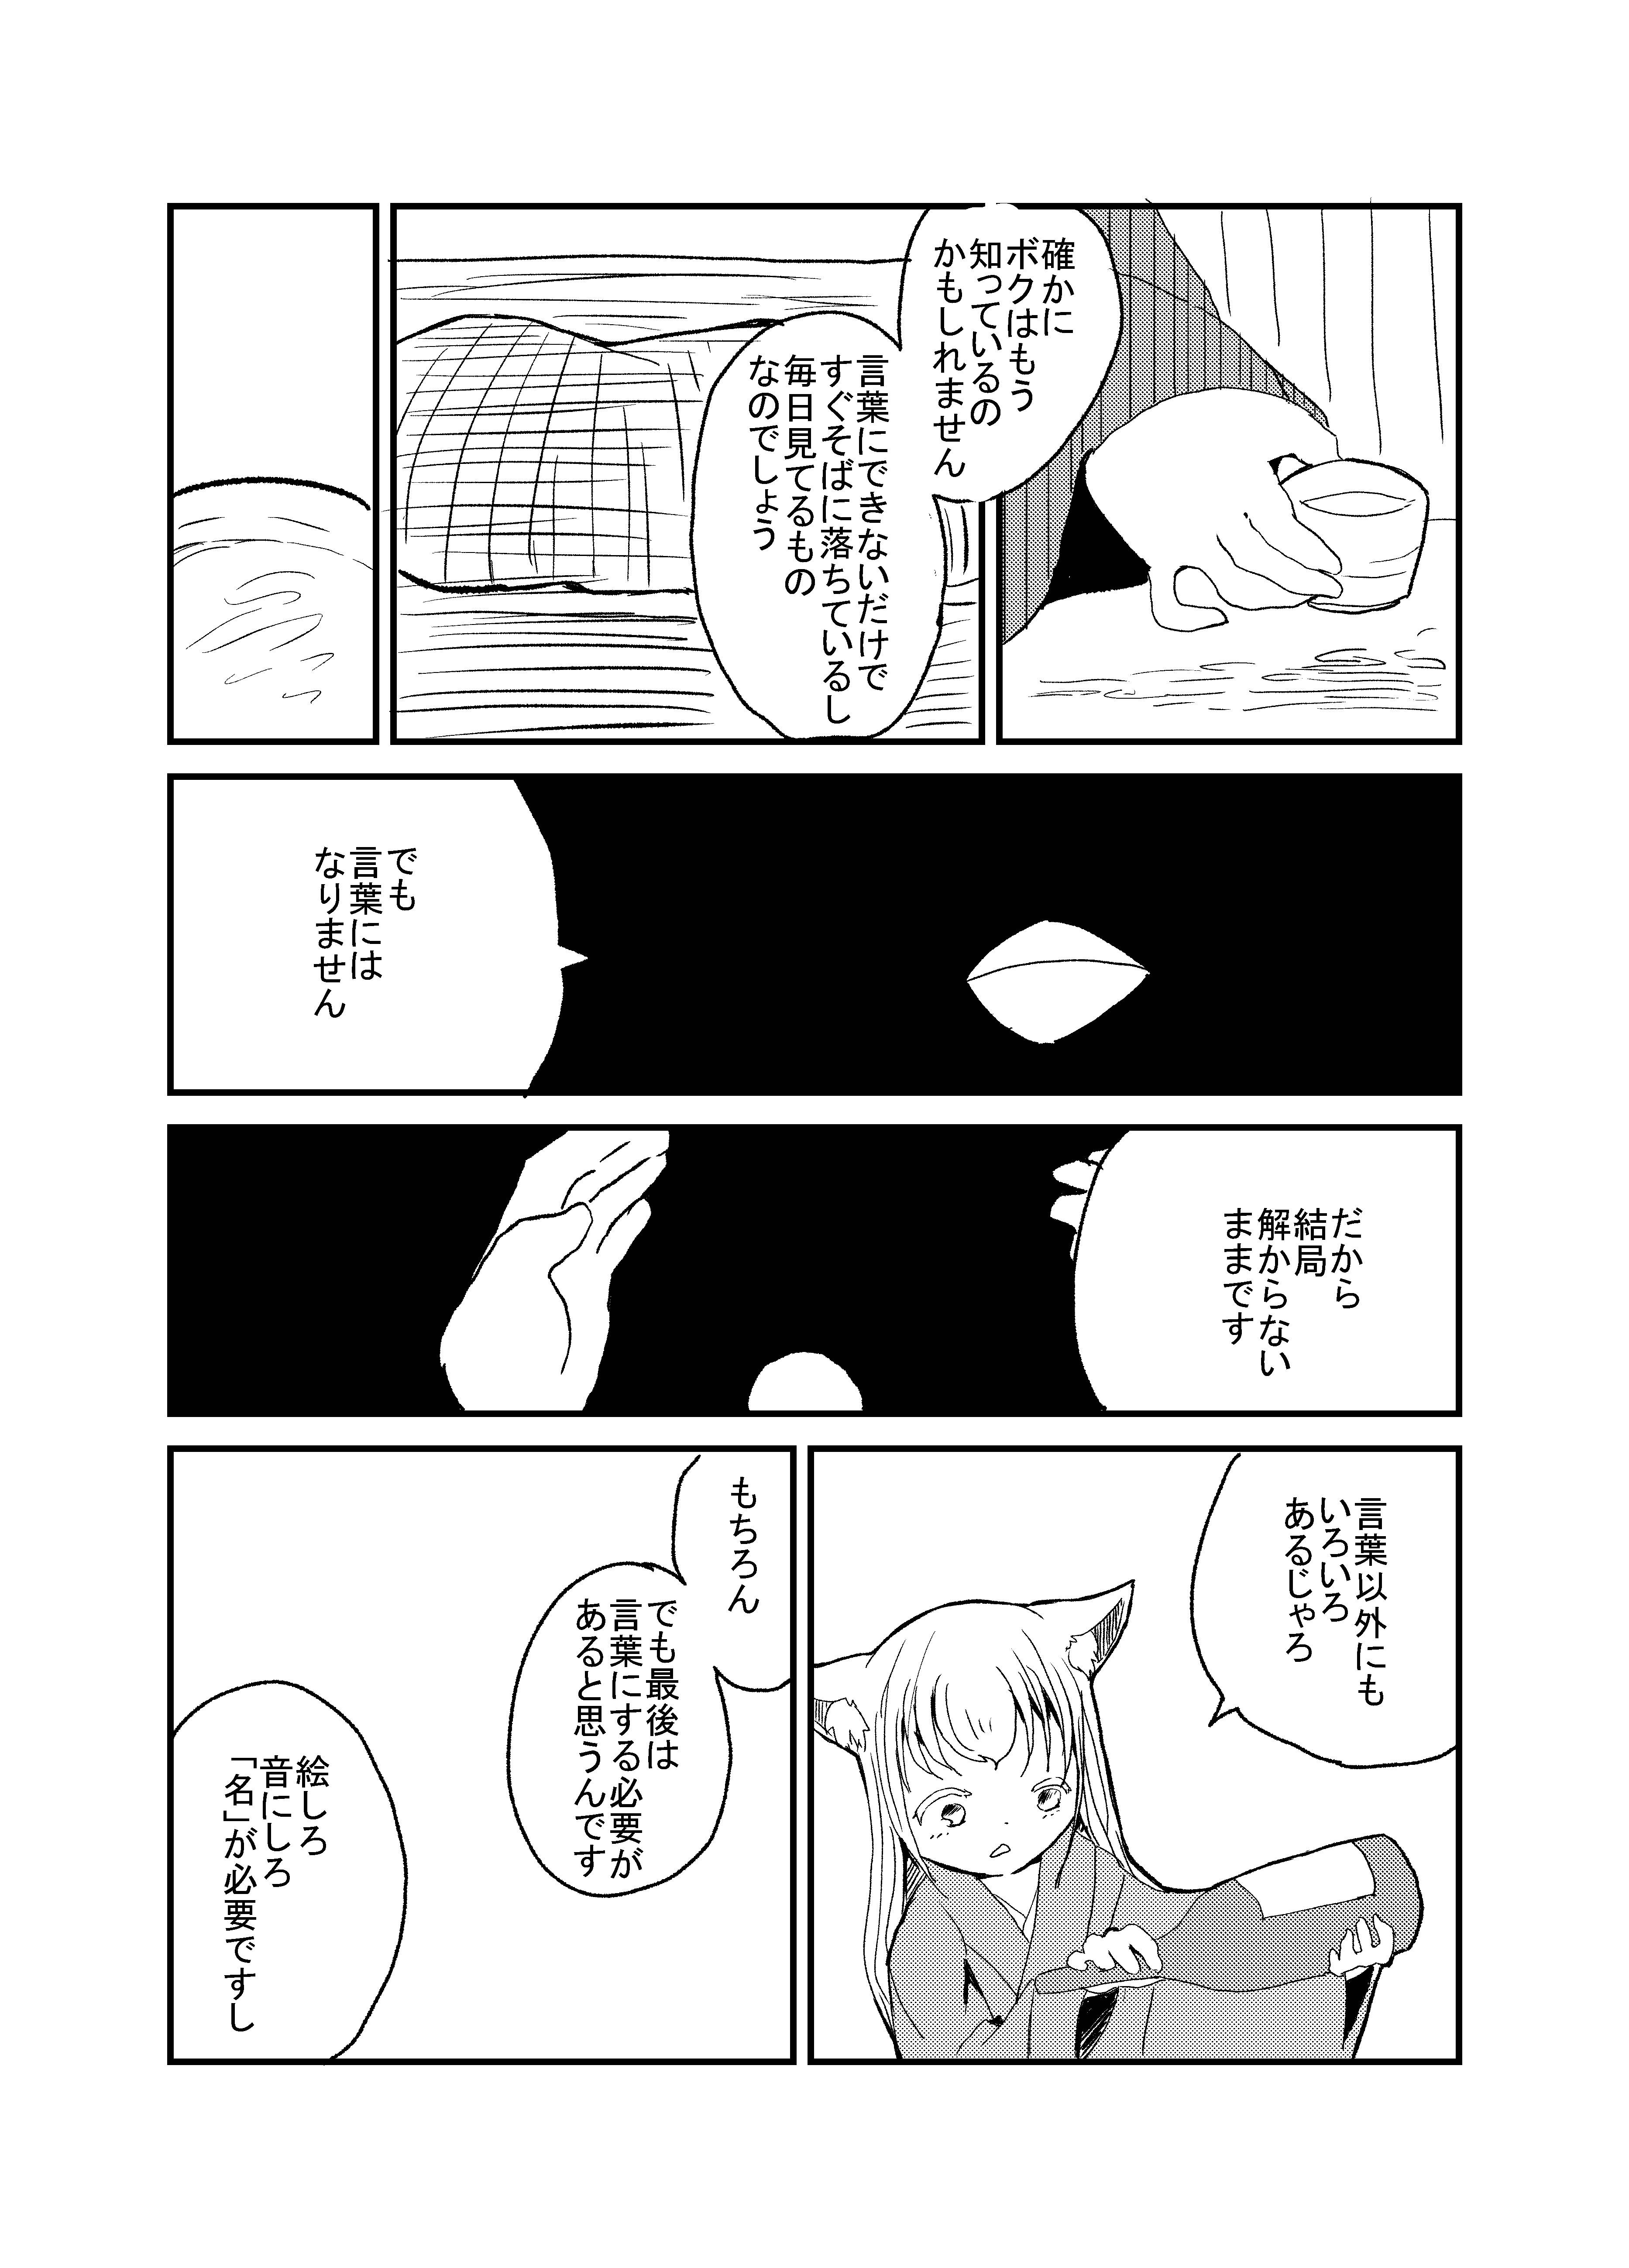 確かに
ボクはもう
知っているの
かもしれません
言葉にできないだけで
すぐそばに落ちているし
毎日見てるもの
なのでしょう
でも
言葉には
なりません
だから
結局
解からない
ままです
言葉以外にも
いろいろ
あるじゃろ
もちろん
でも最後は
言葉にする必要が
あると思うんです
絵しろ
音にしろ
「名」が必要ですし